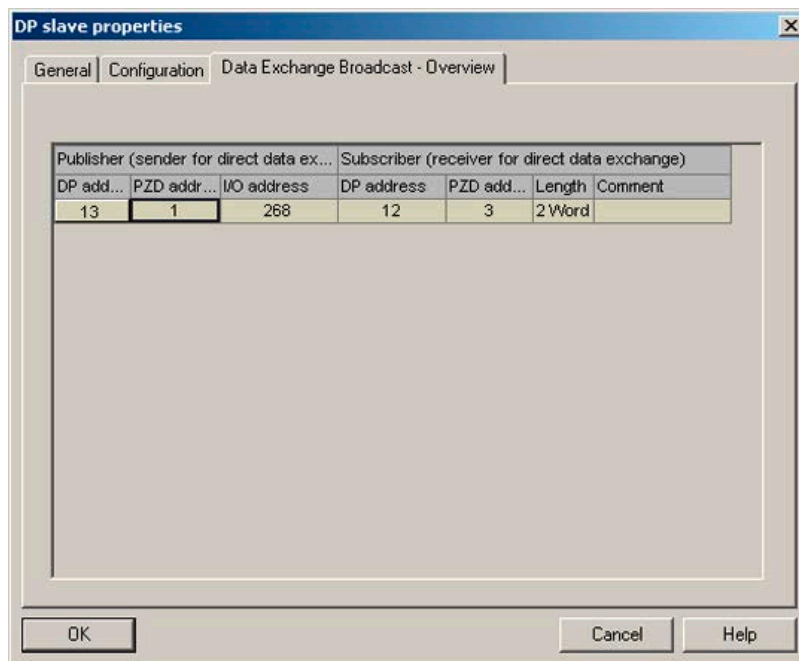 DP slave properties
General Configuration Data Exchange Broadcast - Overview
Publisher (sender for direct data ex... Subscriber (receiver for direct data exchange)
DP add... PZD addr... I/O address DP address PZD add... Length Comment
13 1 268 12 3 2 Word
OK Cancel Help